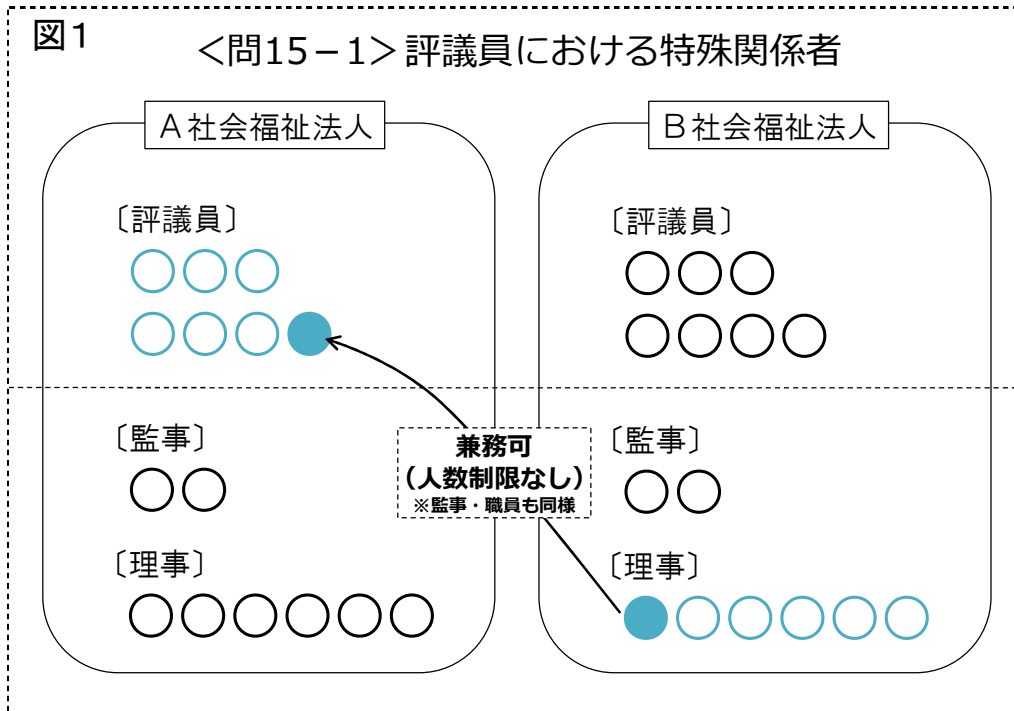 図1
＜問15－1＞評議員における特殊関係者
A社会福祉法人
B社会福祉法人
〔評議員〕
〔評議員〕
〔監事〕
兼務可
（人数制限なし）
※監事・職員も同様
〔監事〕
〔理事〕
〔理事〕